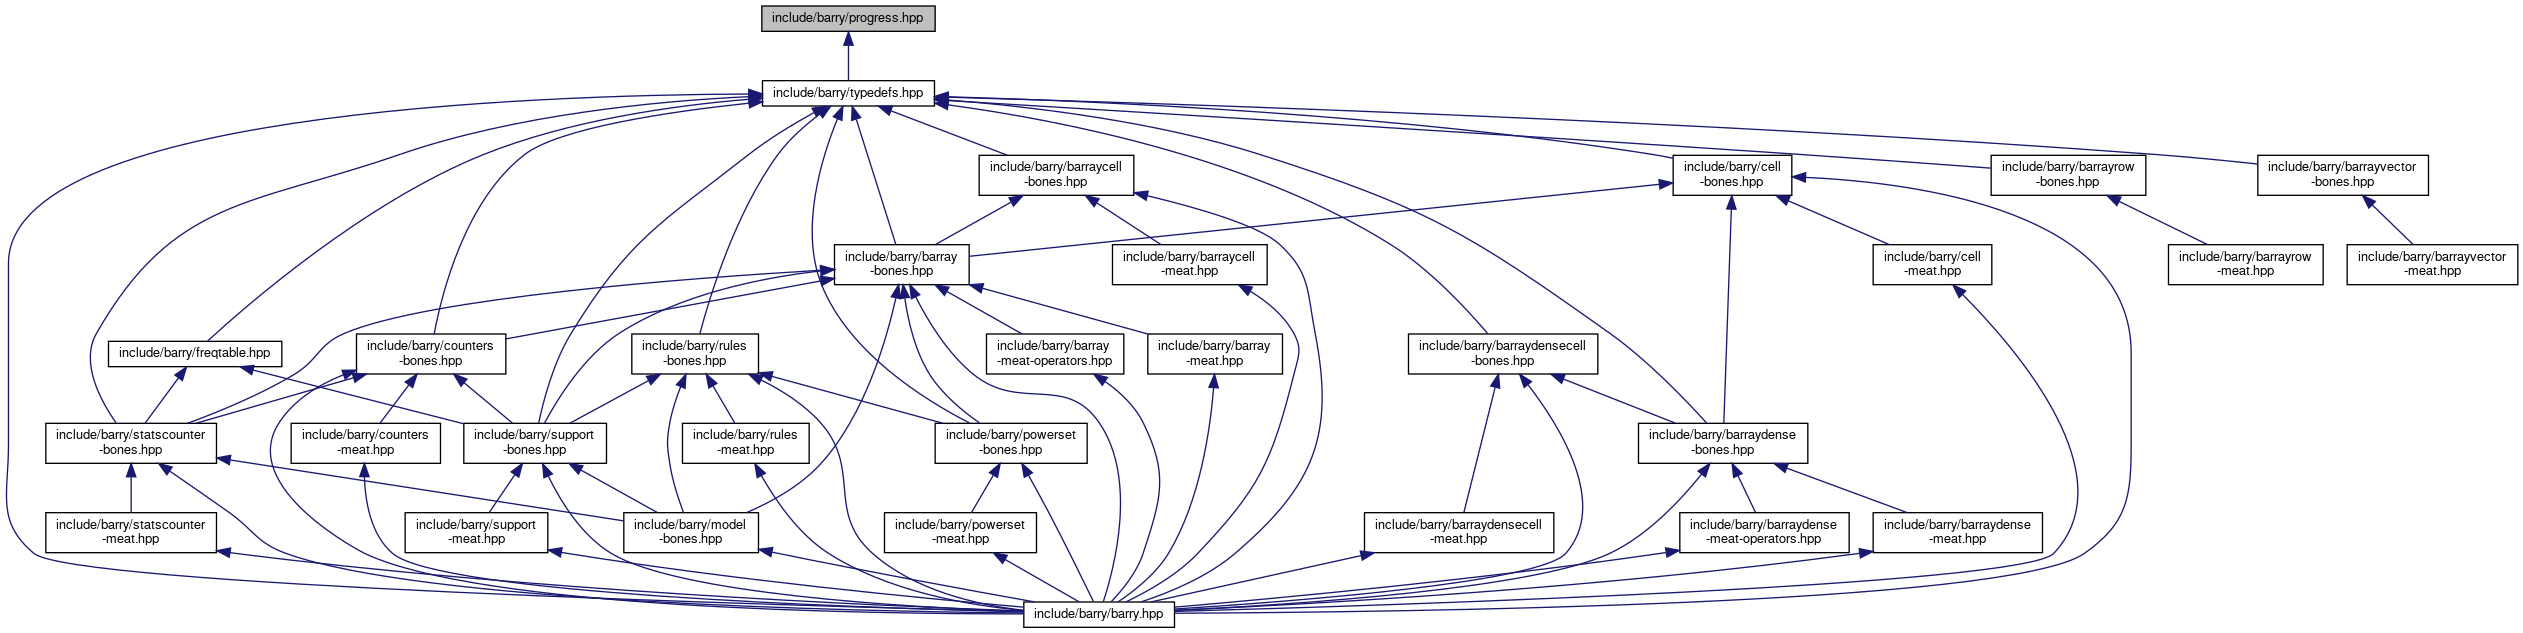 include/barry/progress.hpp
include/barry/typedefs.hpp
include/barry/barraycell
-bones.hpp
include/barry/cell
-bones.hpp
include/barry/barrayrow
-bones.hpp
include/barry/barrayvector
-bones.hpp
include/barry/barray
-bones.hpp
include/barry/barraycell
-meat.hpp
include/barry/cell
-meat.hpp
include/barry/barrayrow
-meat.hpp
include/barry/barrayvector
-meat.hpp
include/barry/freqtable.hpp
include/barry/counters
-bones.hpp
include/barry/rules
-bones.hpp
include/barry/barray
-meat-operators.hpp
include/barry/barray
-meat.hpp
include/barry/barraydensecell
-bones.hpp
include/barry/statscounter
-bones.hpp
include/barry/counters
-meat.hpp
include/barry/support
-bones.hpp
include/barry/rules
-meat.hpp
include/barry/powerset
-bones.hpp
include/barry/barraydense
-bones.hpp
include/barry/statscounter
-meat.hpp
include/barry/support
-meat.hpp
include/barry/model
-bones.hpp
include/barry/powerset
-meat.hpp
include/barry/barraydensecell
-meat.hpp
include/barry/barraydense
-meat-operators.hpp
include/barry/barraydense
-meat.hpp
include/barry/barry.hpp